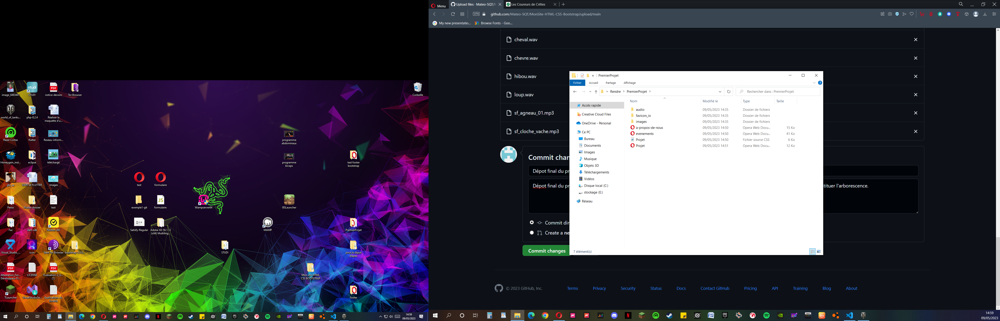 image_6483441
STUDI
notice-devoirs
Tor Browser
Corbeille
world_of_tanks...
php-8.2.4
Réaliser la
maquette d'u...
Razer Cortex
flutter
Reseau-inform...
programme
abdominaux
Honeygain_inst...
eclipse
téléchargé
programme
biceps
test footer
bootstrap
gta_sa
DART et FLUTTER
images
test
formulaire
Perso
Flutter dossier
test
exemple1-git
formulaire
Wampserver64
BSLauncher
Fac
dart-sdk
Norton 360
Satisfy-Regular
Adobe XD 56.1.12
(x64) Multiling...
MAMP
PremierProjet
Visual_Studio_...
icon
Start Tor Browser
bootstrap-5.3.0...
STUDI
pour le dépot
étapes
Attestation_For...
Développeur Fl...
LICENSE
Evaluation-2_G...
(1)
Mon site HTML
CSS BOOTSTRAP
TLauncher
VisualStudioSe...
Explications du
livrable
footer
14:59
09/05/2023
Menu
Upload files · Mateo-SQT/M
Les Coureurs de Crêtes
VPN
github.com/Mateo-SQT/MonSite-HTML-CSS-Bootstrap/upload/main
My new presentatio...
Browse Fonts - Goo...
cheval.wav
chevre.wav
hibou.wav
loup.wav
sf_agneau_01.mp3
sf_cloche_vache.mp3
Commit chan
Dépot final du pr
Dépot final du pr
tituer l'arborescence.
Commit dir
Create a ne
Commit changes
PremierProjet
Fichier
Accueil
Partage
Affichage
« Rendre > PremierProjet >
Rechercher dans : PremierProjet
Nom
Modifié le
Type
Taille
Accès rapide
Creative Cloud Files
OneDrive - Personal
Ce PC
Bureau
Documents
Images
Musique
Objets 3D
Téléchargements
Vidéos
Disque local (C:)
stockage (E:)
Réseau
audio 09/05/2023 14:35 Dossier de fichiers
favicon_io 09/05/2023 14:35 Dossier de fichiers
images 09/05/2023 14:35 Dossier de fichiers
a-propos-de-nous 09/05/2023 14:50 Opera Web Docu... 15 Ko
evenements 09/05/2023 14:50 Opera Web Docu... 41 Ko
Projet 09/05/2023 14:50 Fichier source CSS 6 Ko
Projet 09/05/2023 14:51 Opera Web Docu... 12 Ko
7 élément(s)
© 2023 GitHub, Inc.
Terms
Privacy
Security
Status
Docs
Contact GitHub
Pricing
API
Training
Blog
About
14:59
09/05/2023